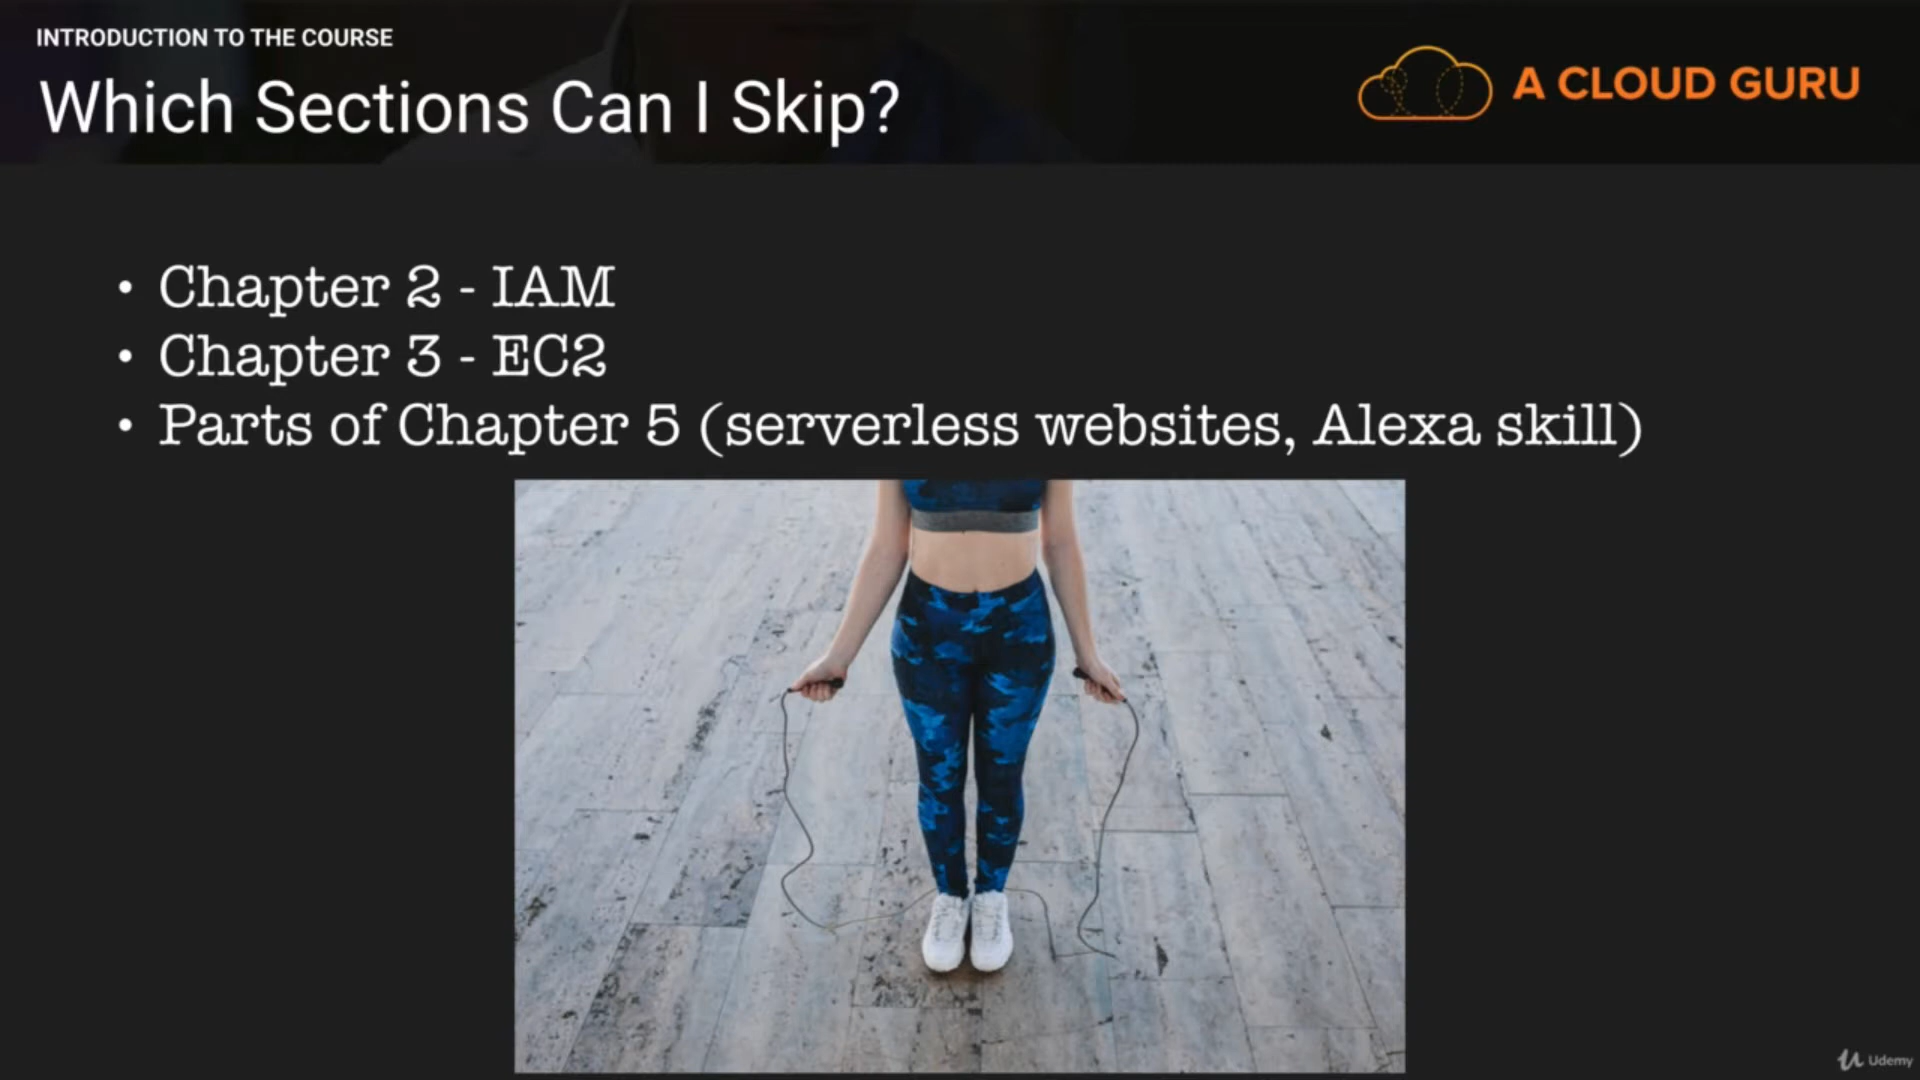 INTRODUCTION TO THE COURSE
Which Sections Can I Skip?
A CLOUD GURU
• Chapter 2 - IAM
• Chapter 3 - EC2
• Parts of Chapter 5 (serverless websites, Alexa skill)
Udemy